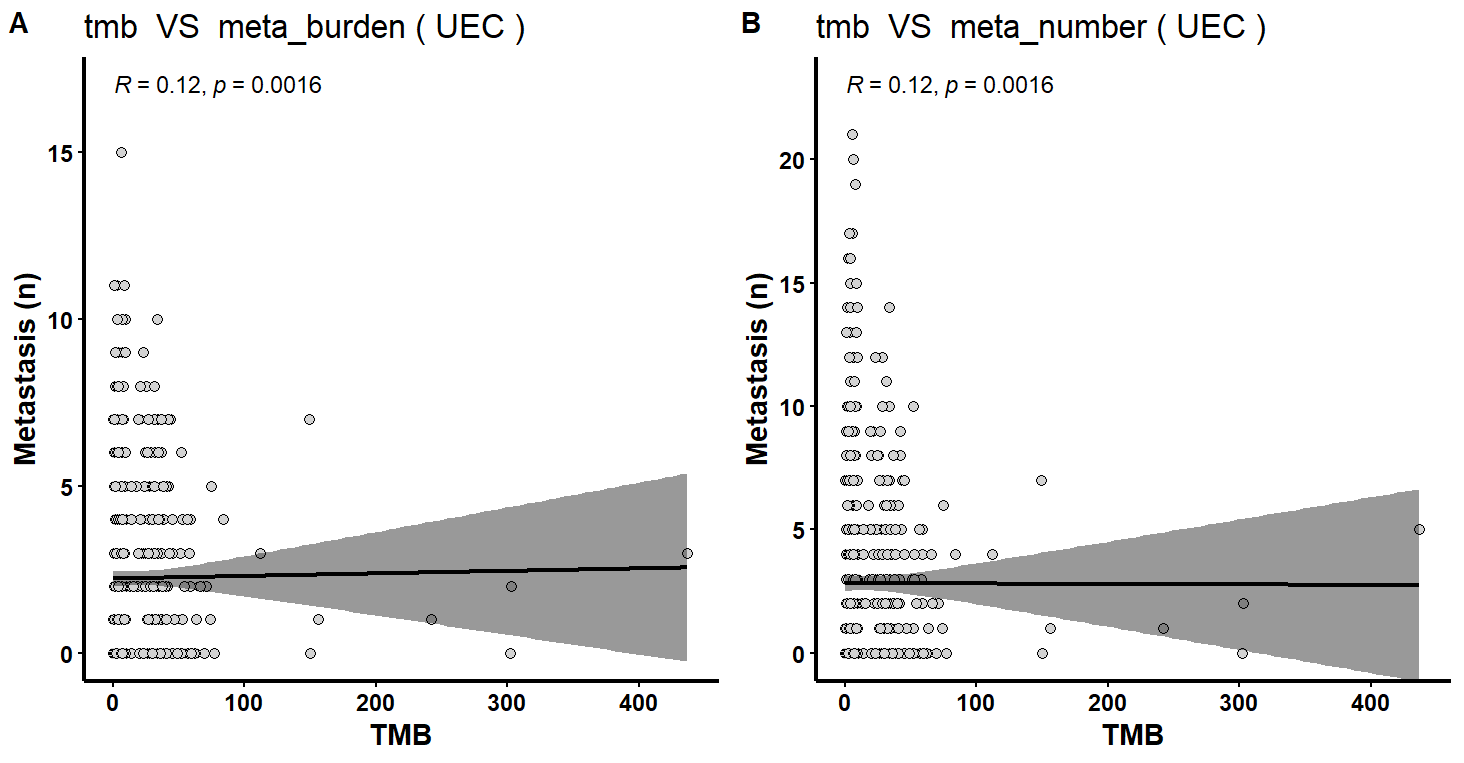 A
tmb VS meta_burden ( UEC )
R = 0.12, p = 0.0016
Metastasis (n)
15
10
5
0
0 100 200 300 400
TMB
B
tmb VS meta_number ( UEC )
R = 0.12, p = 0.0016
Metastasis (n)
20
15
10
5
0
0 100 200 300 400
TMB